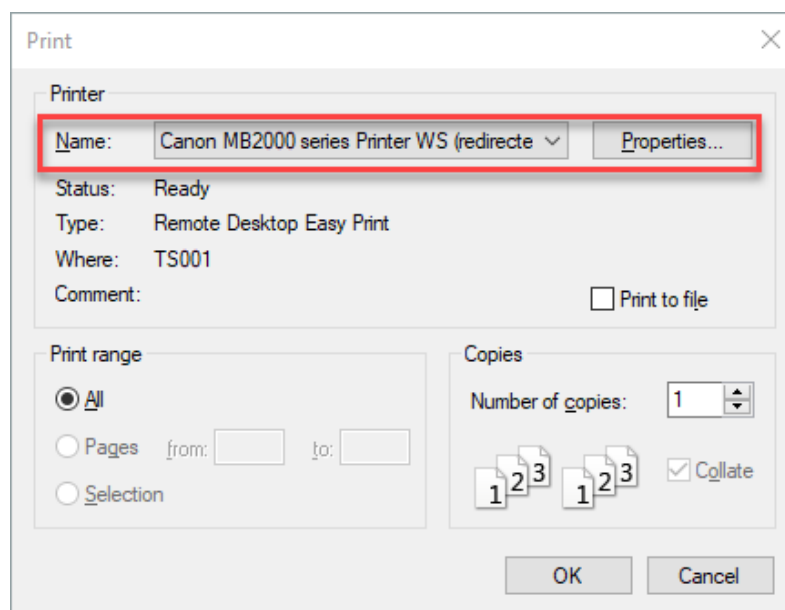 Print
Printer
Name: Canon MB2000 series Printer WS (redirecte Properties...
Status: Ready
Type: Remote Desktop Easy Print
Where: TS001
Comment: Print to file
Print range
All
Pages from: to:
Selection
Copies
Number of copies: 1
1 2 3 1 2 3 Collate
OK Cancel